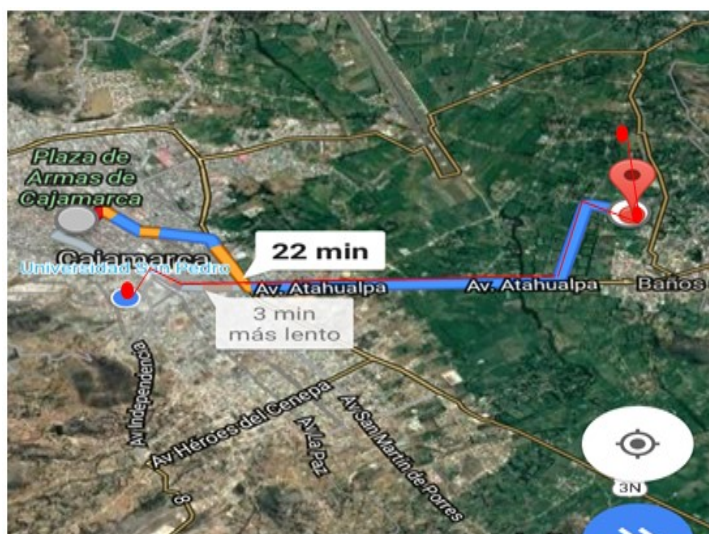 Plaza de
Armas de
Cajamarca
Cajamarca
Universidad San Pedro
22 min
Av. Atahualpa
Av. Atahualpa
Baños
3 min
más lento
Av Independencia
Av Héroes del Cenepa
Av La Paz
Av San Martín de Porres
8
3N